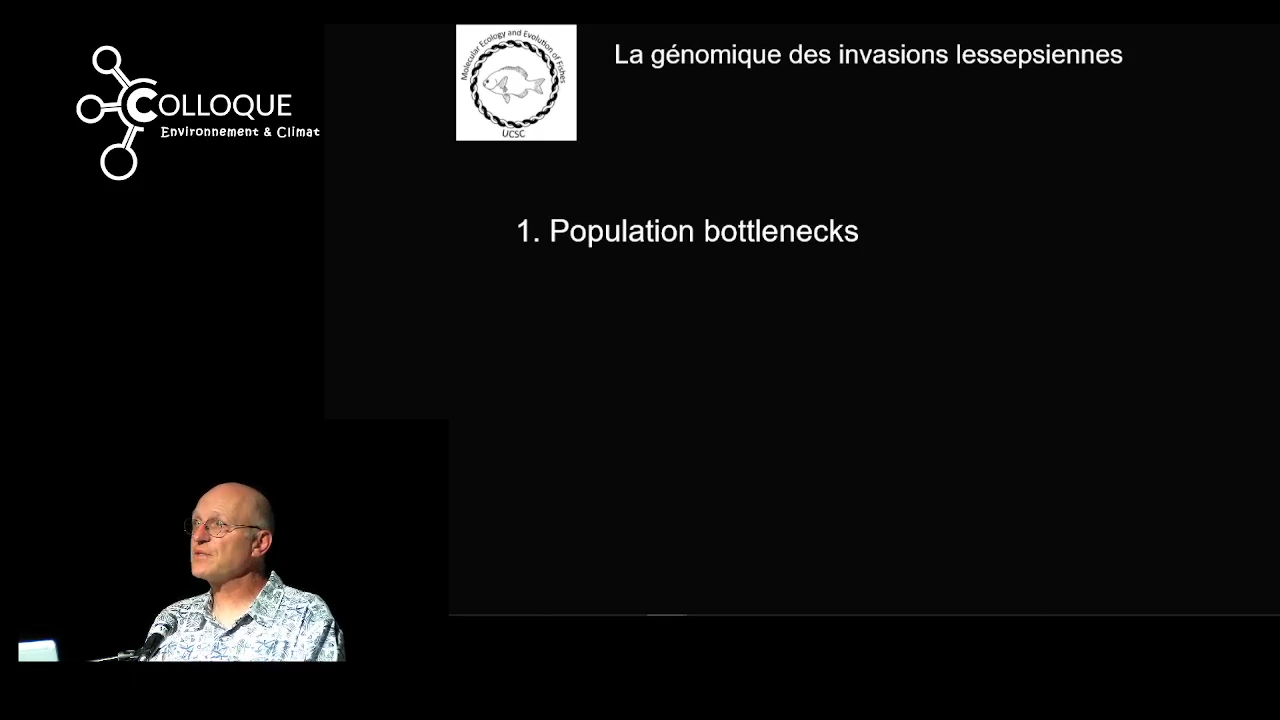 COLLOQUE
Environnement & Climat
Molecular Ecology and Evolution of Fishes
UCSC
La génomique des invasions lessepsiennes
1. Population bottlenecks